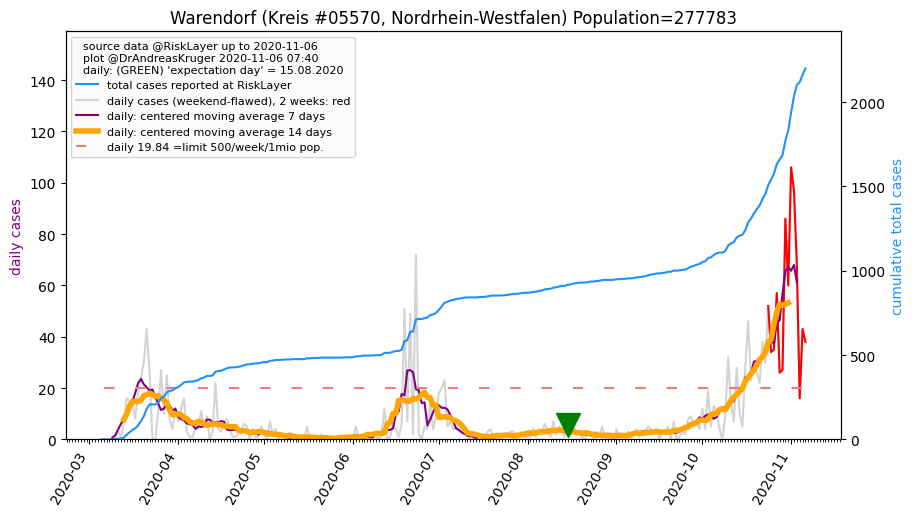 Warendorf (Kreis #05570, Nordrhein-Westfalen) Population=277783
source data @RiskLayer up to 2020-11-06
plot @DrAndreasKruger 2020-11-06 07:40
daily: (GREEN) 'expectation day' = 15.08.2020
total cases reported at RiskLayer
daily cases (weekend-flawed), 2 weeks: red
daily: centered moving average 7 days
daily: centered moving average 14 days
daily 19.84 =limit 500/week/1mio pop.
daily cases
140
120
100
80
60
40
20
0
2000
1500
1000
500
0
cumulative total cases
2020-03
2020-04
2020-05
2020-06
2020-07
2020-08
2020-09
2020-10
2020-11